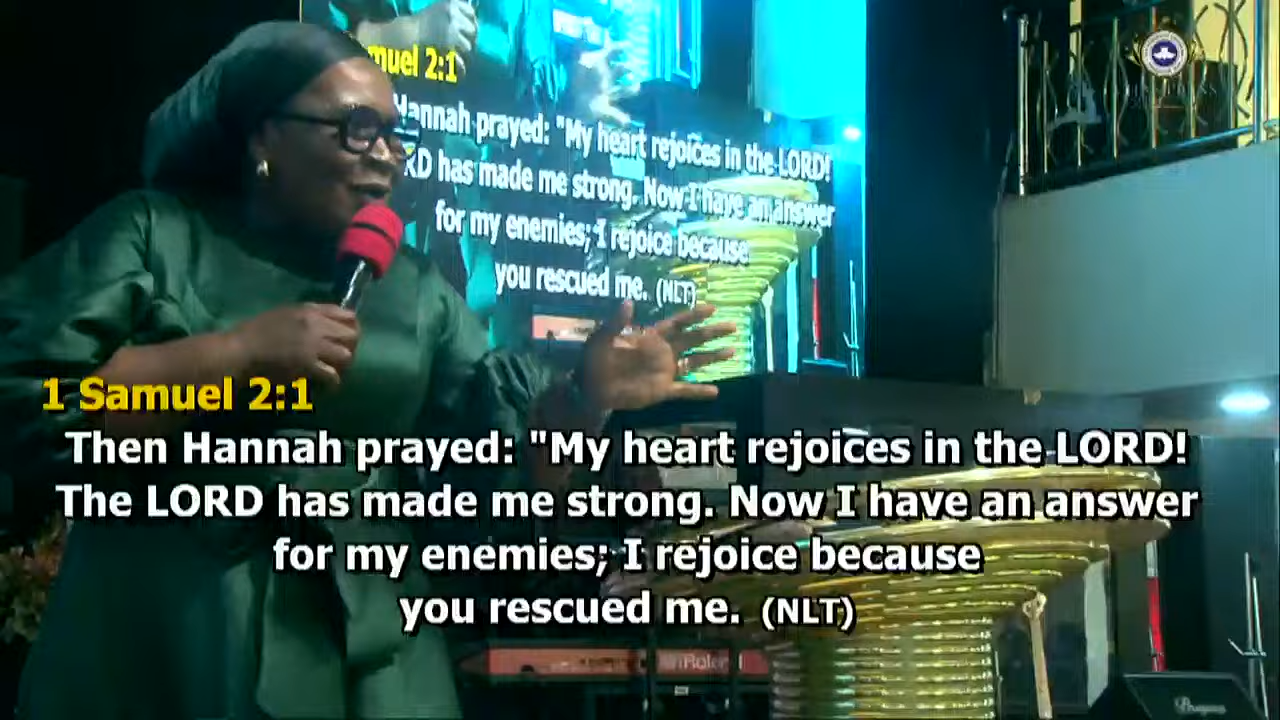 muel 2:1
Hannah prayed: "My heart rejoices in the LORD!
RD has made me strong. Now I have an answer
for my enemies; I rejoice because
you rescued me. (NLT)
1 Samuel 2:1
Then Hannah prayed: "My heart rejoices in the LORD!
The LORD has made me strong. Now I have an answer
for my enemies; I rejoice because
you rescued me. (NLT)
Roland